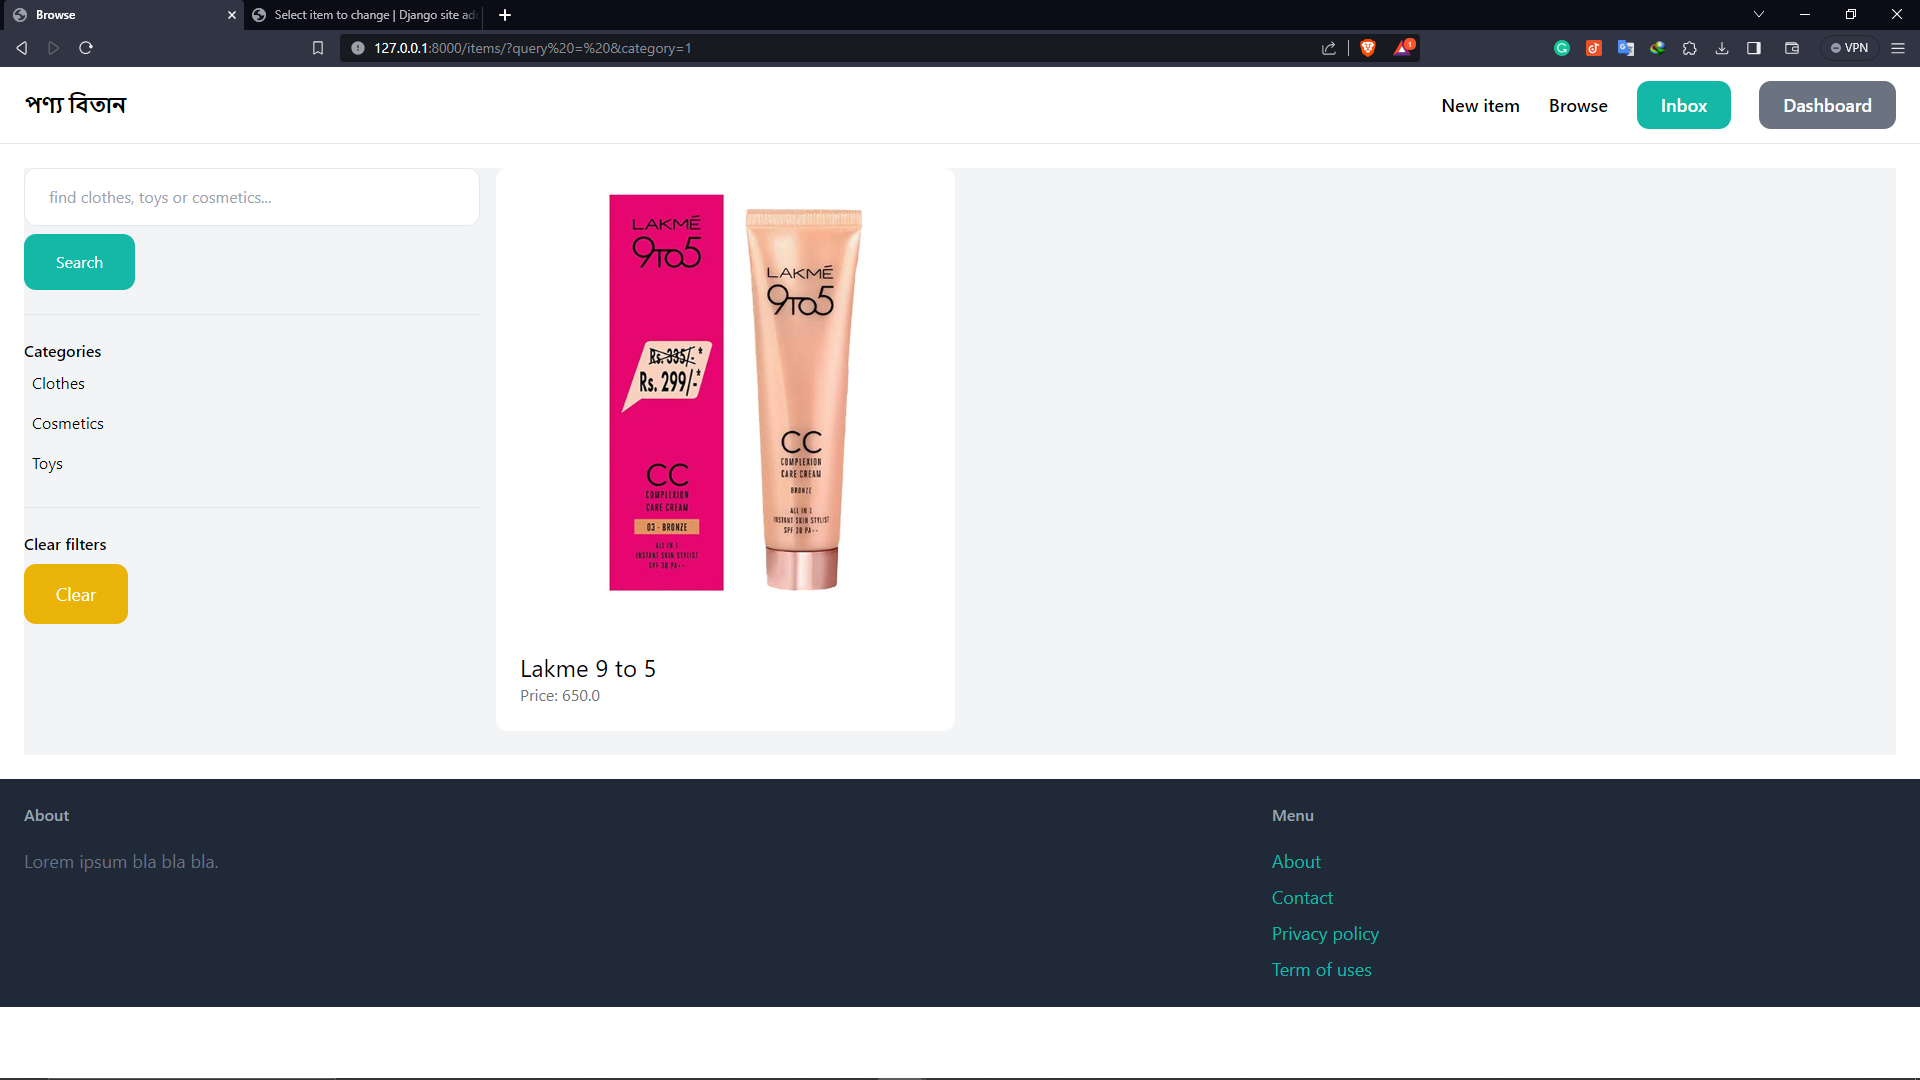 Browse
Select item to change | Django site ad
127.0.0.1:8000/items/?query%20=%20&category=1
1
VPN
পণ্য বিতান
New item
Browse
Inbox
Dashboard
find clothes, toys or cosmetics...
Search
Categories
Clothes
Cosmetics
Toys
Clear filters
Clear
LAKMÉ
9TO5
Rs. 335/-*
Rs. 299/-*
CC
COMPLEXION
CARE CREAM
03 - BRONZE
ALL IN 1
INSTANT SKIN STYLIST
SPF 30 PA++
LAKMÉ
9TO5
CC
COMPLEXION
CARE CREAM
BRONZE
ALL IN 1
INSTANT SKIN STYLIST
SPF 30 PA++
Lakme 9 to 5
Price: 650.0
About
Lorem ipsum bla bla bla.
Menu
About
Contact
Privacy policy
Term of uses